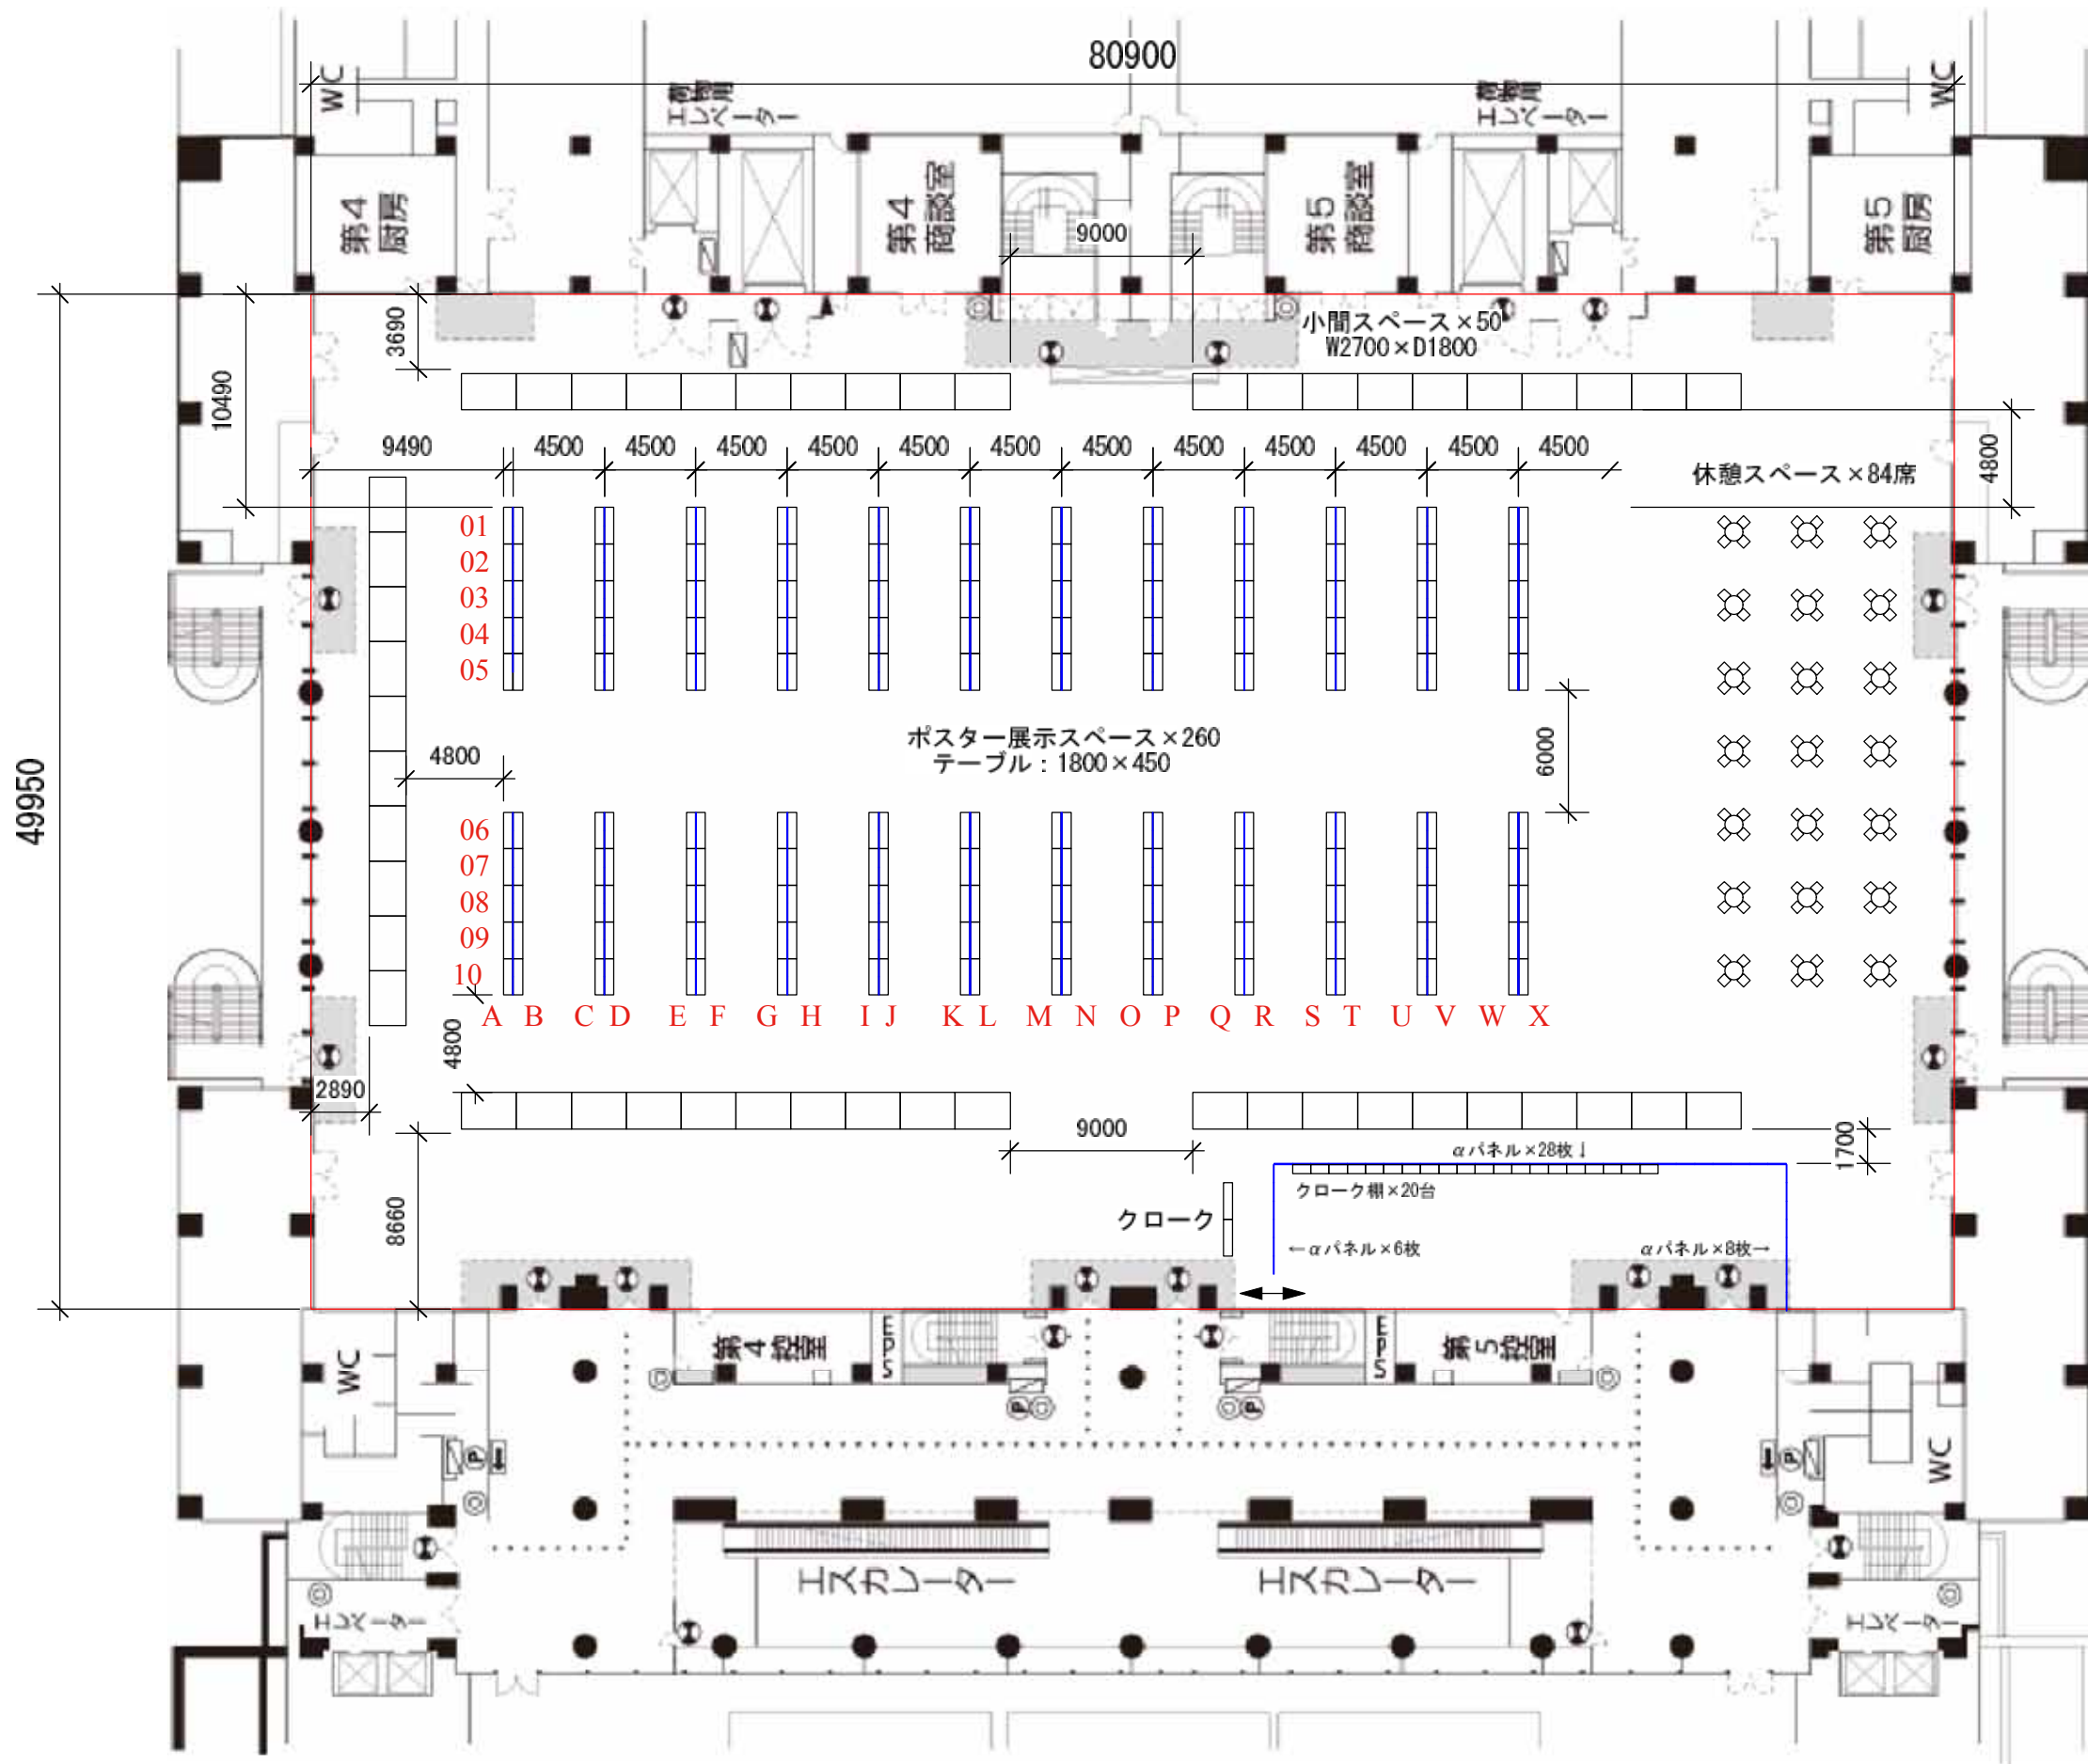 80900
WC
荷物用
エレベーター
荷物用
エレベーター
WC
第4
厨房
第4
商談室
第5
商談室
第5
厨房
9000
3690
10490
小間スペース×50
W2700×D1800
9490
4500
4500
4500
4500
4500
4500
4500
4500
4500
4500
4500
4500
休憩スペース×84席
4800
01
02
03
04
05
ポスター展示スペース×260
テーブル：1800×450
4800
6000
49950
06
07
08
09
10
A B C D E F G H I J K L M N O P Q R S T U V W X
4800
2890
9000
αパネル×28枚↓
1700
クローク棚×20台
8660
クローク
←αパネル×6枚
αパネル×8枚→
WC
第4控室
EPS
EPS
第5控室
P
P
P
P
WC
エスカレーター
エスカレーター
エレベーター
エレベーター